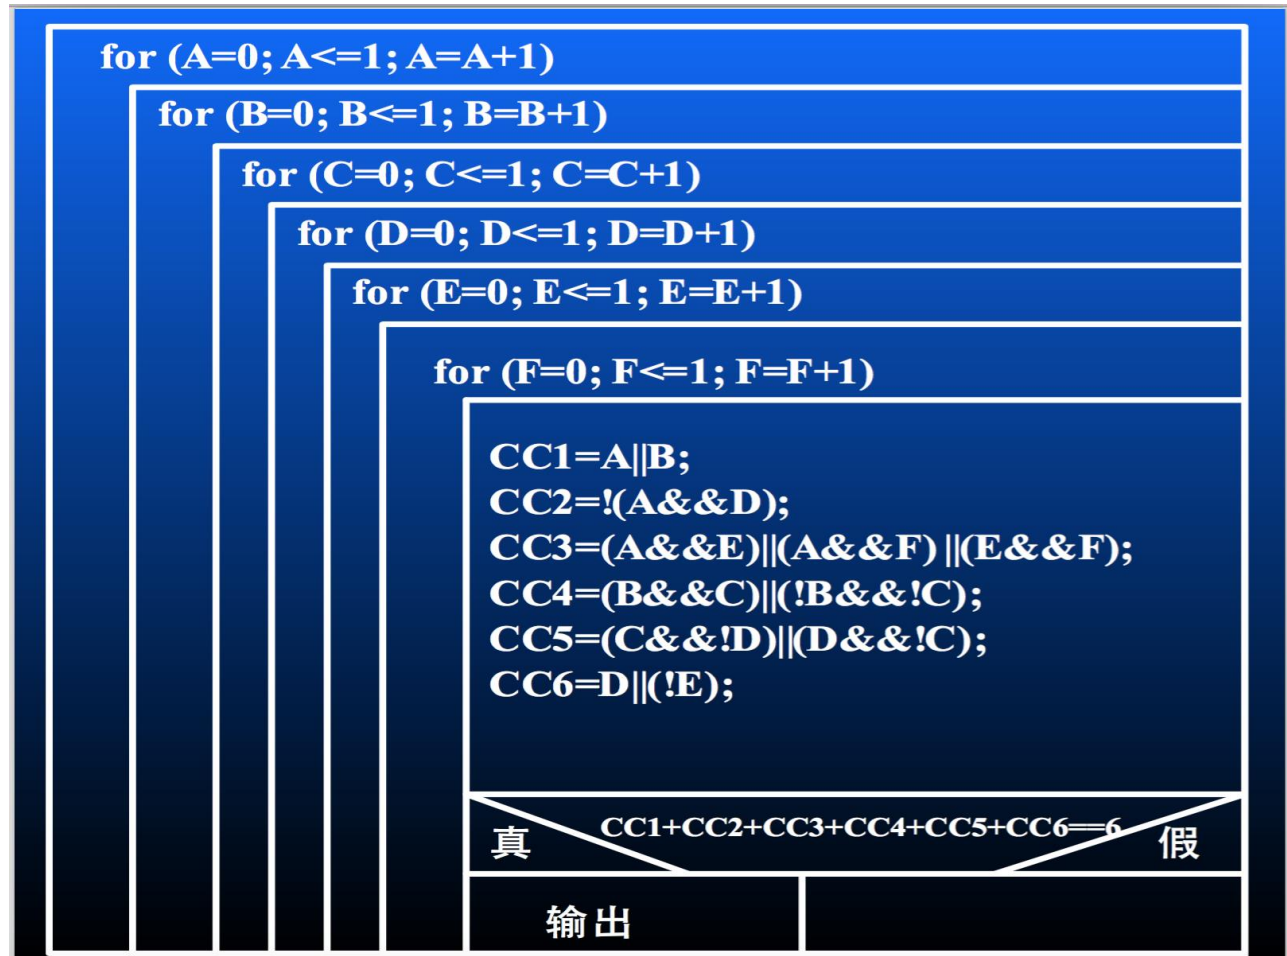 for (A=0; A<=1; A=A+1)
for (B=0; B<=1; B=B+1)
for (C=0; C<=1; C=C+1)
for (D=0; D<=1; D=D+1)
for (E=0; E<=1; E=E+1)
for (F=0; F<=1; F=F+1)
CC1=A||B;
CC2=!(A&&D);
CC3=(A&&E)||(A&&F)||(E&&F);
CC4=(B&&C)||(!B&&!C);
CC5=(C&&!D)||(D&&!C);
CC6=D||(!E);
CC1+CC2+CC3+CC4+CC5+CC6==6
真 假
输出